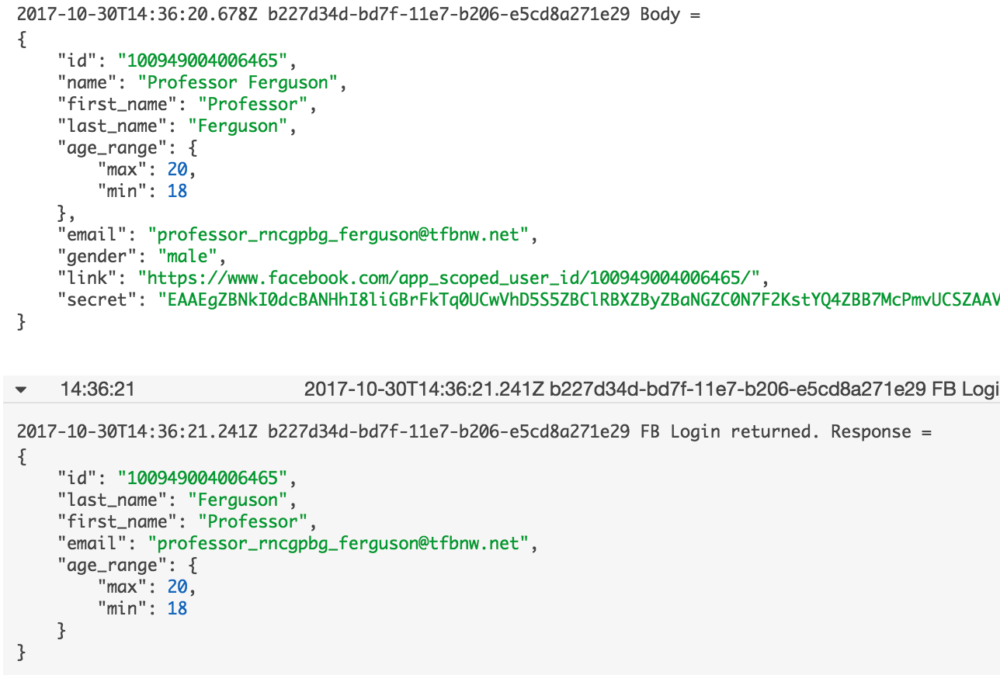 2017-10-30T14:36:20.678Z b227d34d-bd7f-11e7-b206-e5cd8a271e29 Body =
{
    "id": "100949004006465",
    "name": "Professor Ferguson",
    "first_name": "Professor",
    "last_name": "Ferguson",
    "age_range": {
        "max": 20,
        "min": 18
    },
    "email": "professor_rncgpbg_ferguson@tfbnw.net",
    "gender": "male",
    "link": "https://www.facebook.com/app_scoped_user_id/100949004006465/",
    "secret": "EAAEgZBNkI0dcBANHhI8liGBrFkTq0UCwVhD5S5ZBClRBXZByZBaNGZC0N7F2KstYQ4ZBB7McPmvUCSZAAV
}
14:36:21 2017-10-30T14:36:21.241Z b227d34d-bd7f-11e7-b206-e5cd8a271e29 FB Logi
2017-10-30T14:36:21.241Z b227d34d-bd7f-11e7-b206-e5cd8a271e29 FB Login returned. Response =
{
    "id": "100949004006465",
    "last_name": "Ferguson",
    "first_name": "Professor",
    "email": "professor_rncgpbg_ferguson@tfbnw.net",
    "age_range": {
        "max": 20,
        "min": 18
    }
}